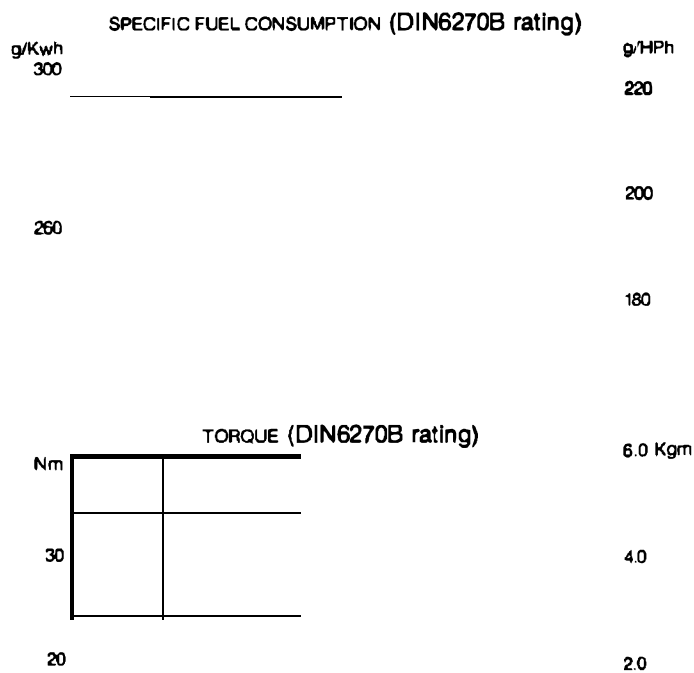 SPECIFIC FUEL CONSUMPTION (DIN6270B rating)
g/Kwh
g/HPh
300
220
200
260
180
TORQUE (DIN6270B rating)
6.0 Kgm
Nm
30
4.0
20
2.0